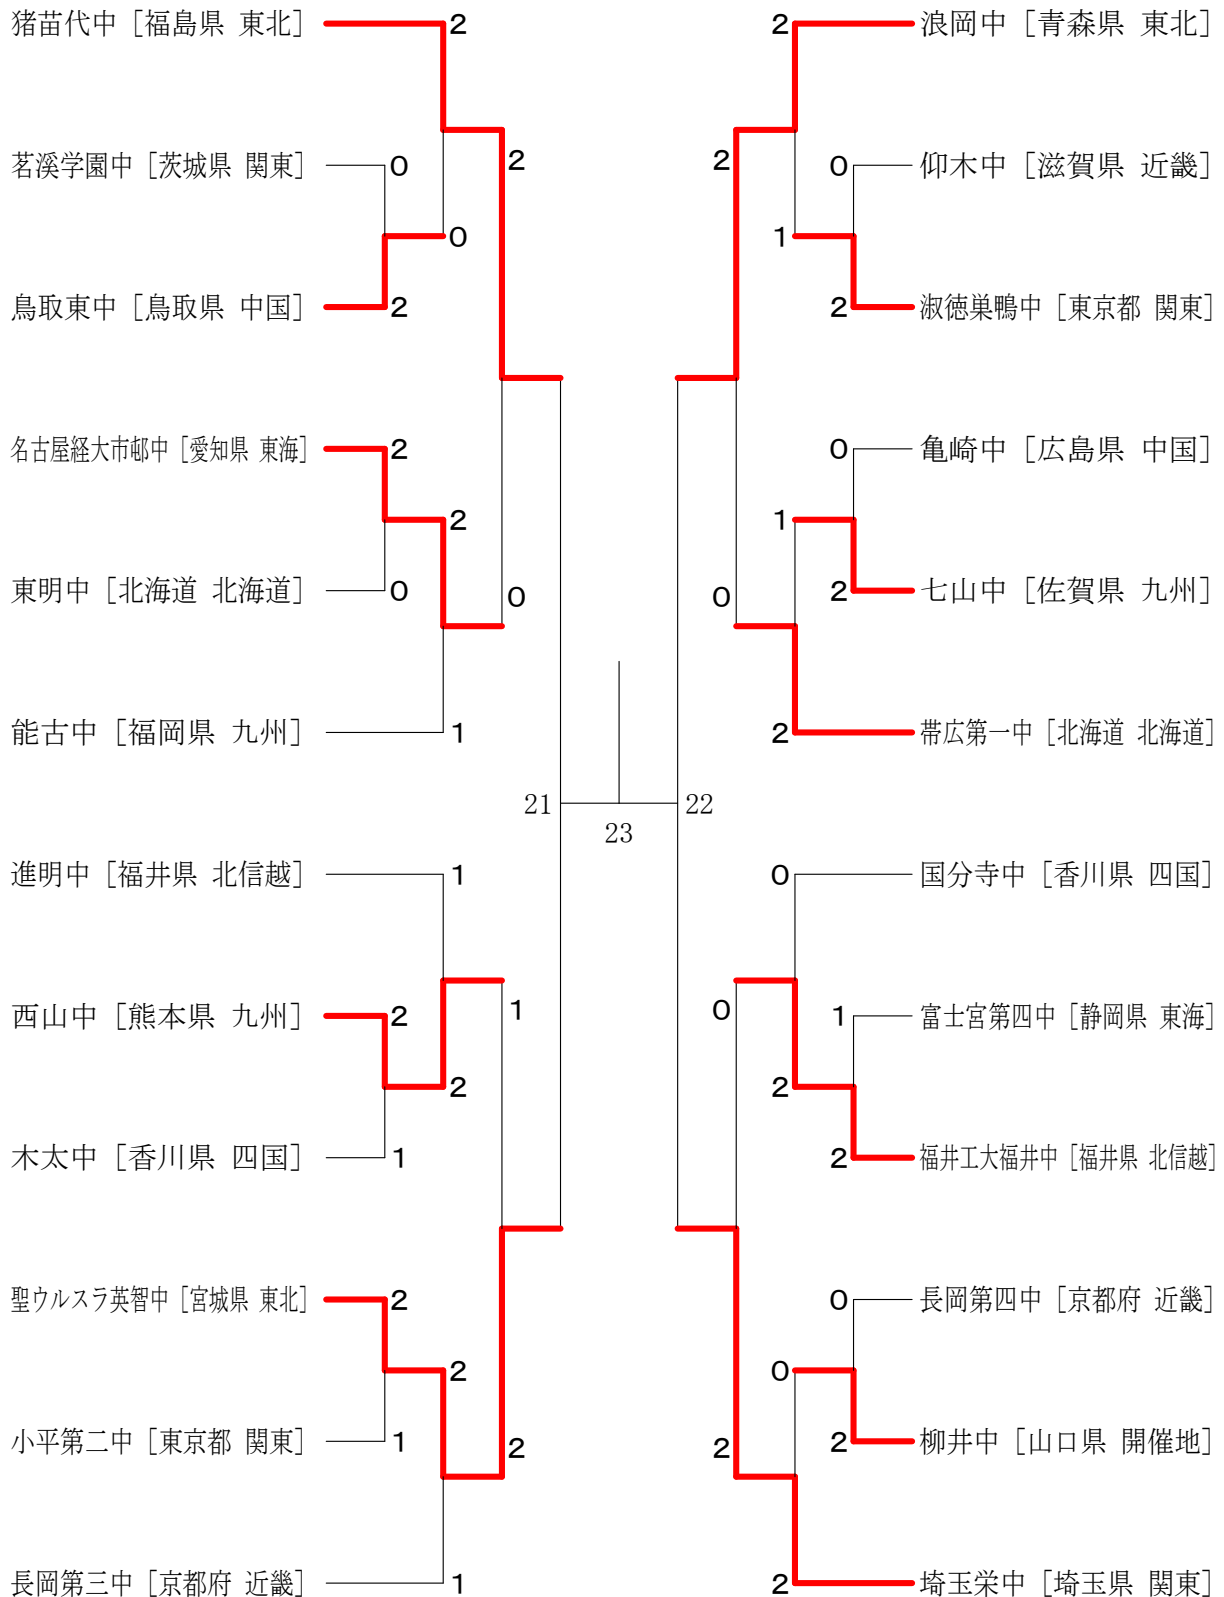 猪苗代中 [福島県 東北] 2
2 浪岡中 [青森県 東北]
茗溪学園中 [茨城県 関東] 0
2
2
0 仰木中 [滋賀県 近畿]
0
1
鳥取東中 [鳥取県 中国] 2
2 淑徳巣鴨中 [東京都 関東]
名古屋経大市邨中 [愛知県 東海] 2
0 亀崎中 [広島県 中国]
2
1
東明中 [北海道 北海道] 0
0
0
2 七山中 [佐賀県 九州]
能古中 [福岡県 九州] 1
2 帯広第一中 [北海道 北海道]
21
22
23
進明中 [福井県 北信越] 1
0 国分寺中 [香川県 四国]
西山中 [熊本県 九州] 2
1
0
1 富士宮第四中 [静岡県 東海]
2
2
木太中 [香川県 四国] 1
2 福井工大福井中 [福井県 北信越]
聖ウルスラ英智中 [宮城県 東北] 2
0 長岡第四中 [京都府 近畿]
2
0
小平第二中 [東京都 関東] 1
2
2
2 柳井中 [山口県 開催地]
長岡第三中 [京都府 近畿] 1
2 埼玉栄中 [埼玉県 関東]